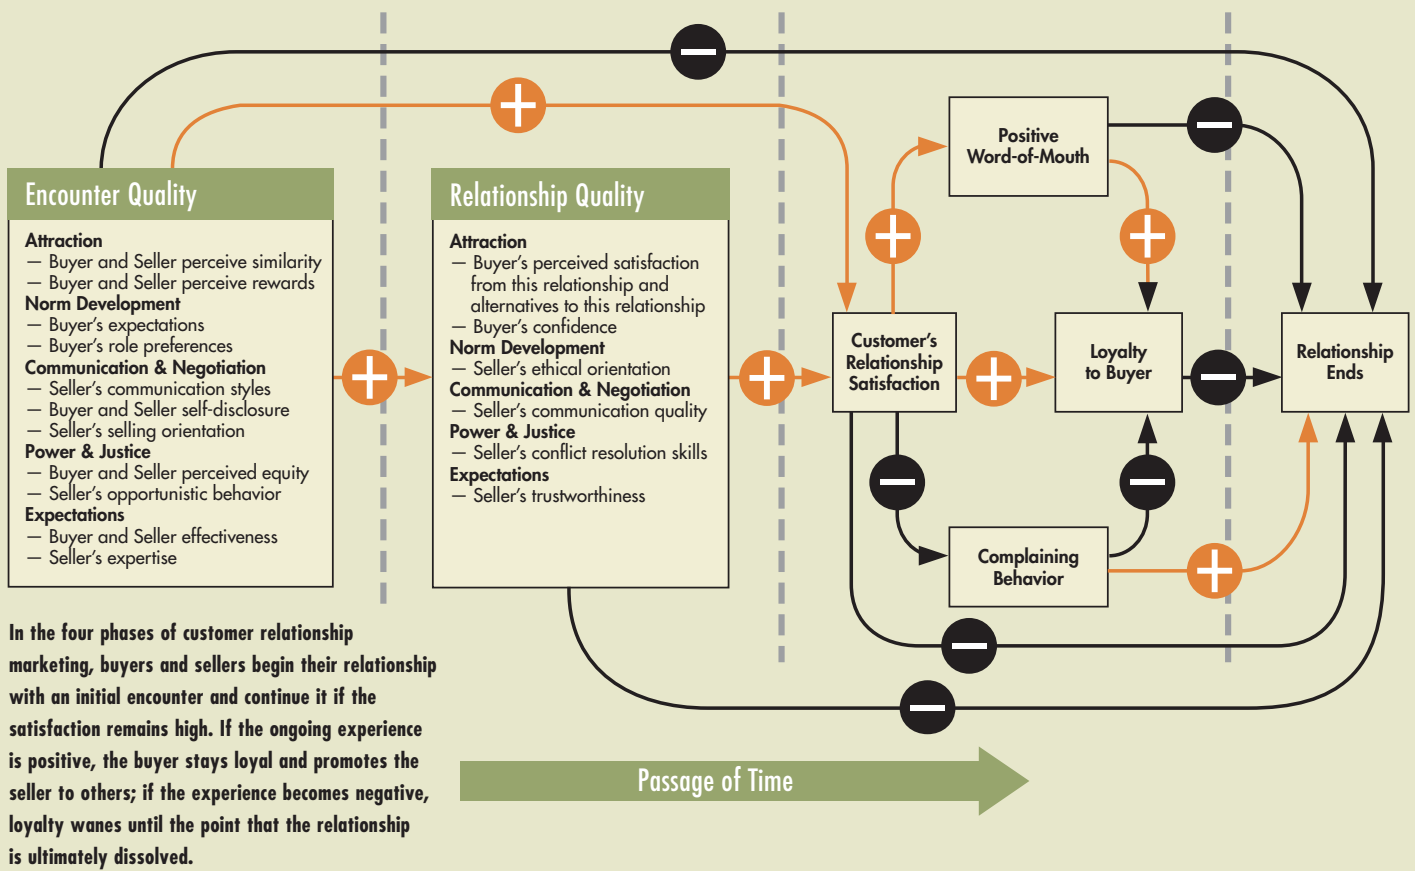 Encounter Quality
Attraction
— Buyer and Seller perceive similarity
— Buyer and Seller perceive rewards
Norm Development
— Buyer’s expectations
— Buyer’s role preferences
Communication & Negotiation
— Seller’s communication styles
— Buyer and Seller self-disclosure
— Seller’s selling orientation
Power & Justice
— Buyer and Seller perceived equity
— Seller’s opportunistic behavior
Expectations
— Buyer and Seller effectiveness
— Seller’s expertise
Relationship Quality
Attraction
— Buyer’s perceived satisfaction
from this relationship and
alternatives to this relationship
— Buyer’s confidence
Norm Development
— Seller’s ethical orientation
Communication & Negotiation
— Seller’s communication quality
Power & Justice
— Seller’s conflict resolution skills
Expectations
— Seller’s trustworthiness
Positive
Word-of-Mouth
Customer’s
Relationship
Satisfaction
Loyalty
to Buyer
Relationship
Ends
Complaining
Behavior
In the four phases of customer relationship
marketing, buyers and sellers begin their relationship
with an initial encounter and continue it if the
satisfaction remains high. If the ongoing experience
is positive, the buyer stays loyal and promotes the
seller to others; if the experience becomes negative,
loyalty wanes until the point that the relationship
is ultimately dissolved.
Passage of Time